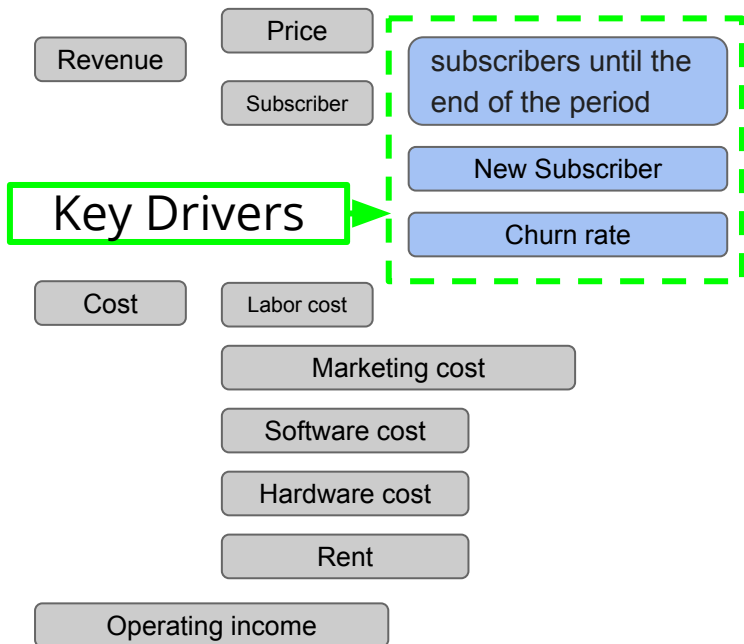 Price
Revenue
subscribers until the
end of the period
Subscriber
New Subscriber
Key Drivers
Churn rate
Cost
Labor cost
Marketing cost
Software cost
Hardware cost
Rent
Operating income